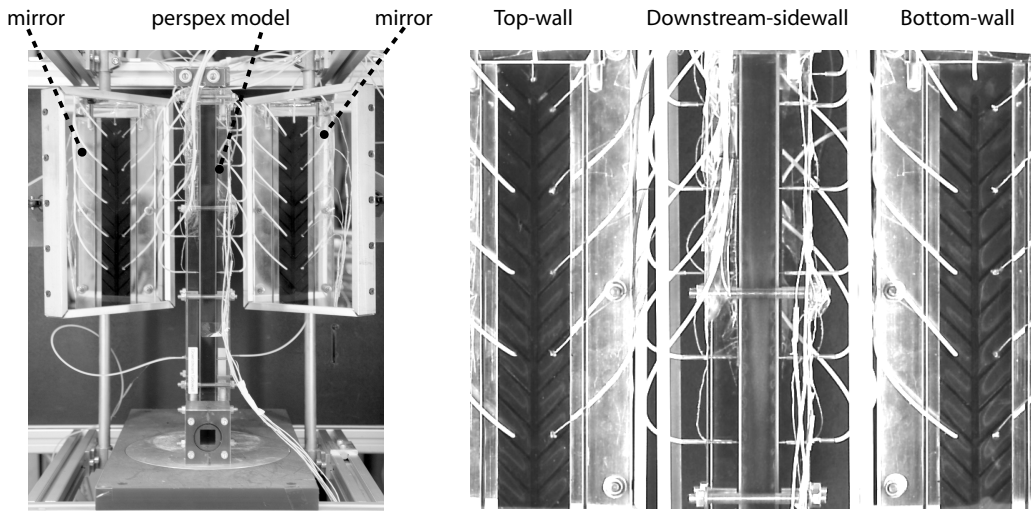 mirror
perspex model
mirror
Top-wall
Downstream-sidewall
Bottom-wall